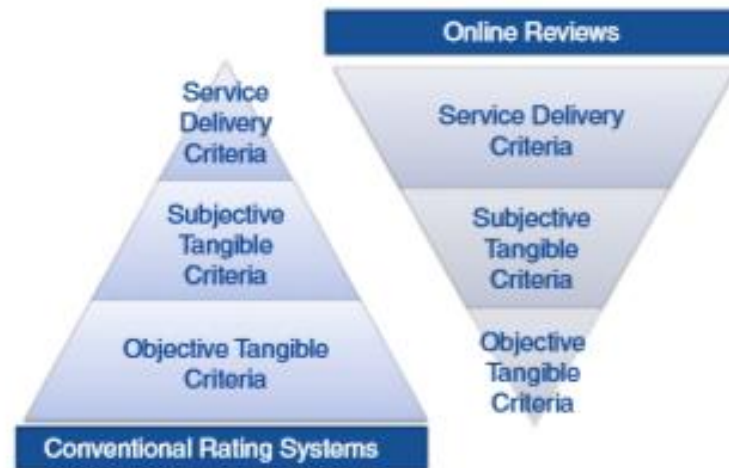 Online Reviews
Service
Delivery
Criteria
Subjective
Tangible
Criteria
Objective Tangible
Criteria
Conventional Rating Systems
Service Delivery
Criteria
Subjective
Tangible
Criteria
Objective
Tangible
Criteria